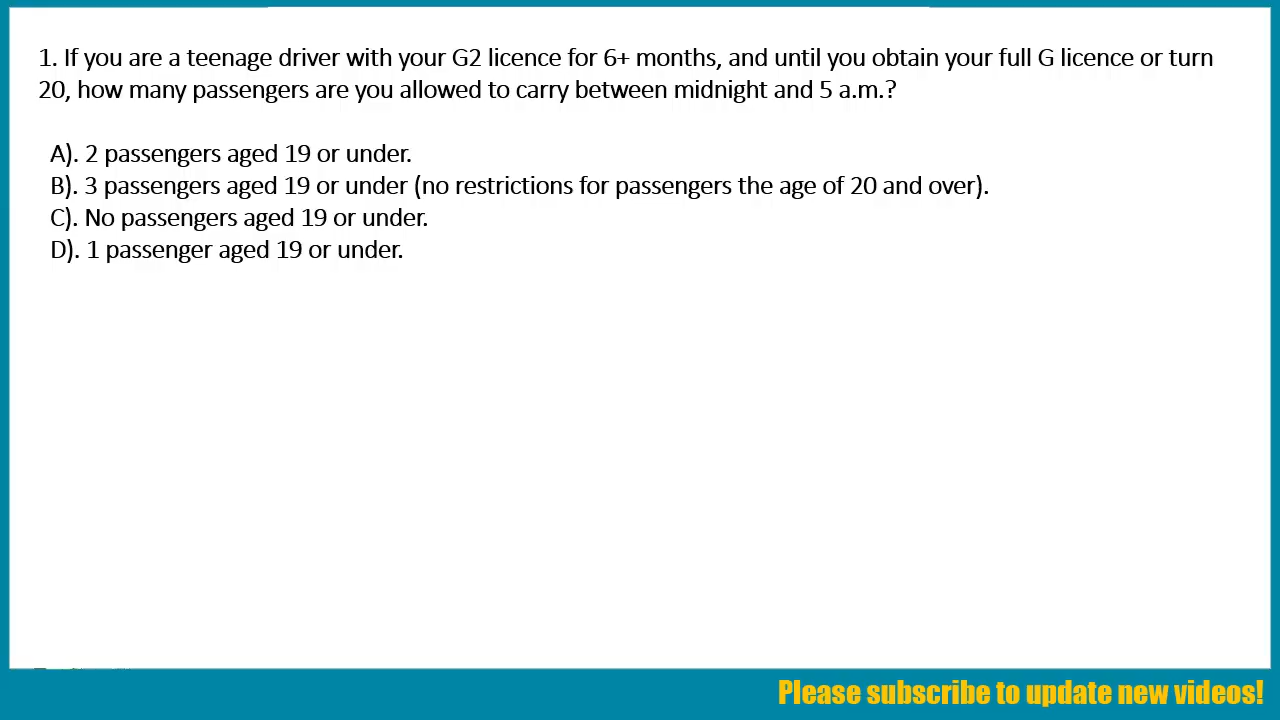 1. If you are a teenage driver with your G2 licence for 6+ months, and until you obtain your full G licence or turn
20, how many passengers are you allowed to carry between midnight and 5 a.m.?
A). 2 passengers aged 19 or under.
B). 3 passengers aged 19 or under (no restrictions for passengers the age of 20 and over).
C). No passengers aged 19 or under.
D). 1 passenger aged 19 or under.
Please subscribe to update new videos!